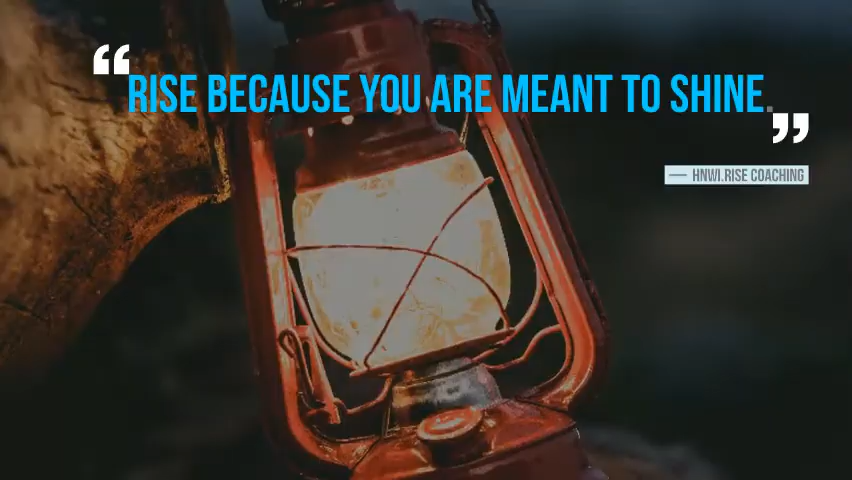 “RISE BECAUSE YOU ARE MEANT TO SHINE.”
— HNWI.RISE COACHING